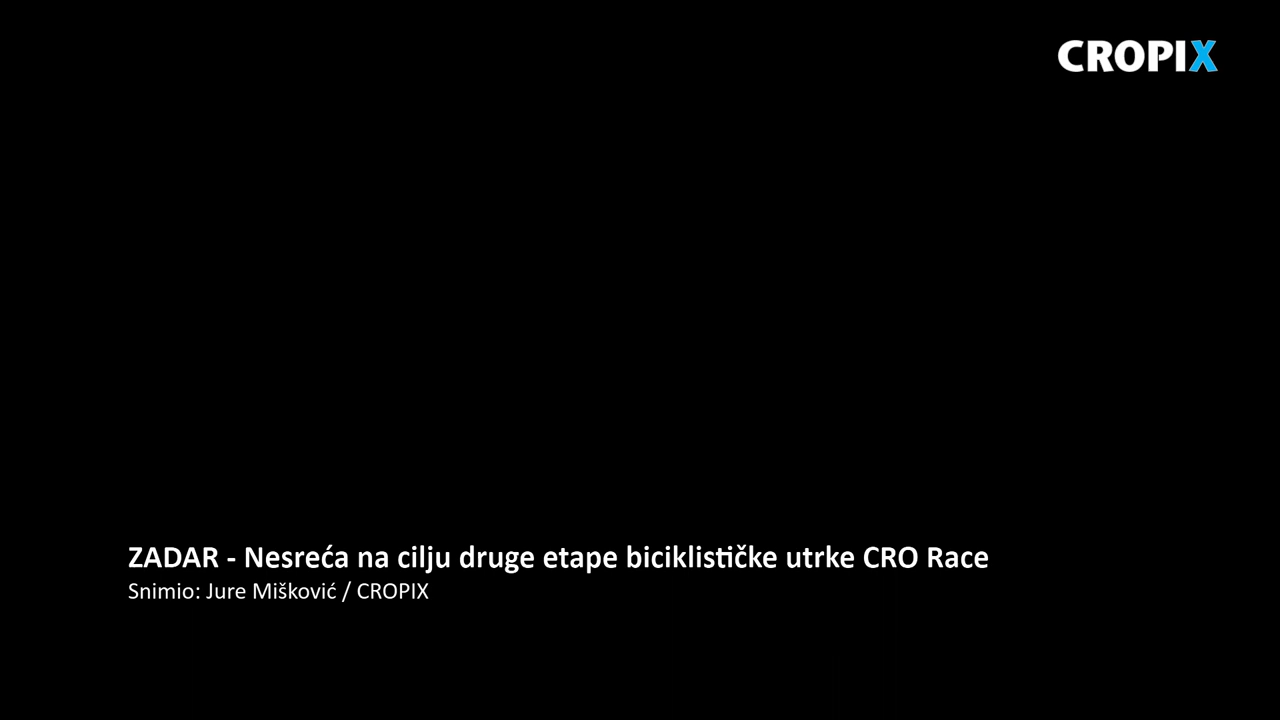 CROPIX
ZADAR - Nesreća na cilju druge etape biciklističke utrke CRO Race
Snimio: Jure Mišković / CROPIX